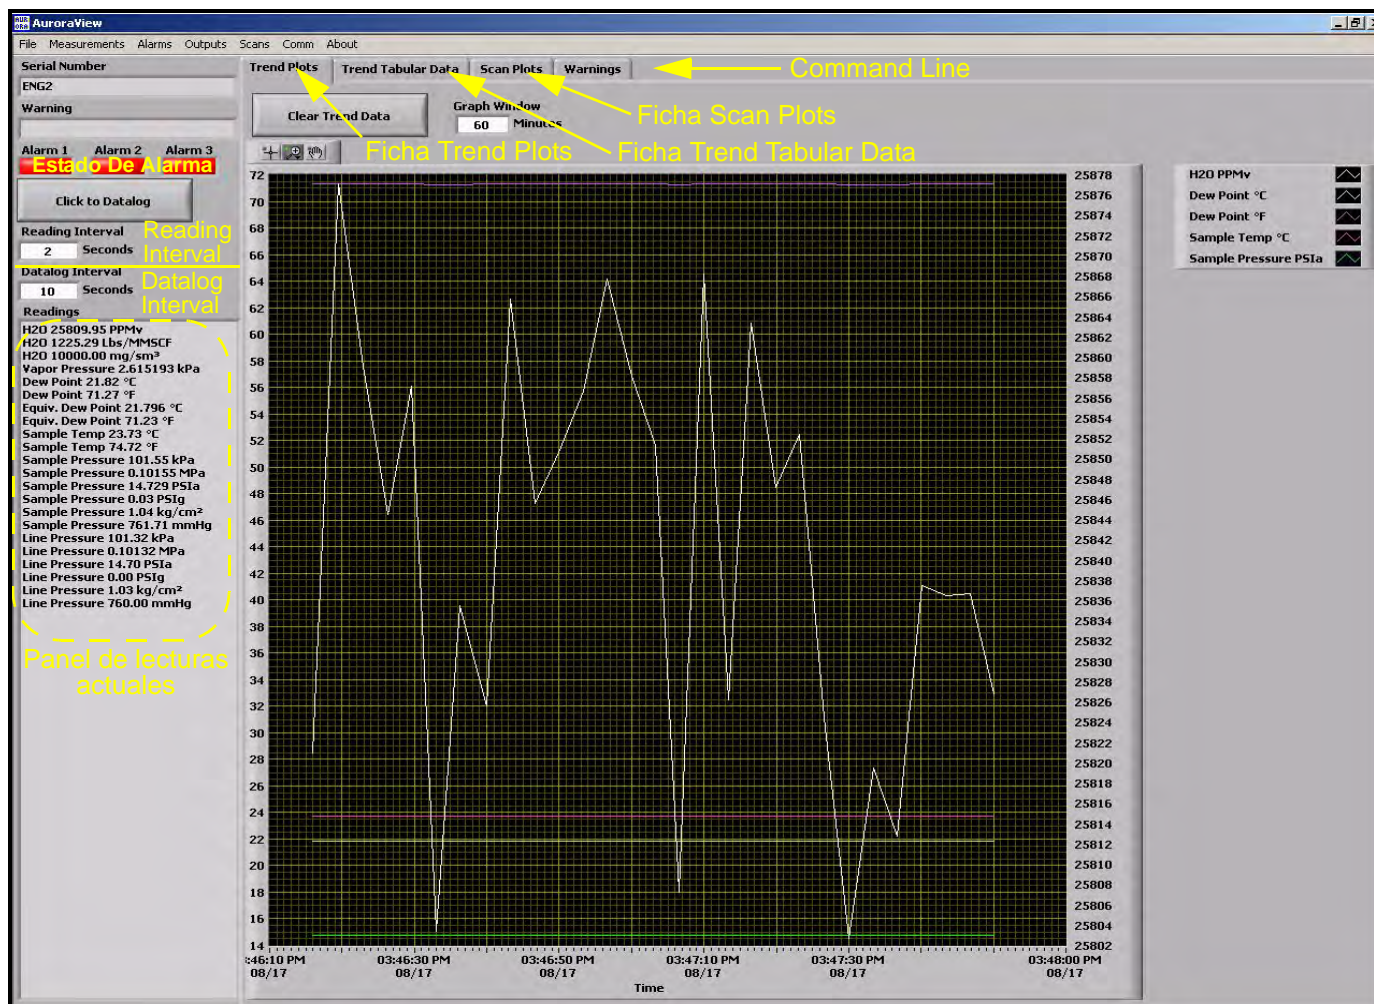 AUR
ORA
AuroraView
File Measurements Alarms Outputs Scans Comm About
Serial Number
ENG2
Warning
Alarm 1 Alarm 2 Alarm 3
Estado De Alarma
Click to Datalog
Reading Interval
2 Seconds
Reading
Interval
Datalog Interval
10 Seconds
Datalog
Interval
Readings
H2O 25809.95 PPMv
H2O 1225.29 Lbs/MMSCF
H2O 10000.00 mg/sm³
Vapor Pressure 2.615193 kPa
Dew Point 21.82 °C
Dew Point 71.27 °F
Equiv. Dew Point 21.796 °C
Equiv. Dew Point 71.23 °F
Sample Temp 23.73 °C
Sample Temp 74.72 °F
Sample Pressure 101.55 kPa
Sample Pressure 0.10155 MPa
Sample Pressure 14.729 PSIa
Sample Pressure 0.03 PSIg
Sample Pressure 1.04 kg/cm²
Sample Pressure 761.71 mmHg
Line Pressure 101.32 kPa
Line Pressure 0.10132 MPa
Line Pressure 14.70 PSIa
Line Pressure 0.00 PSIg
Line Pressure 1.03 kg/cm²
Line Pressure 760.00 mmHg
Panel de lecturas
actuales
Trend Plots Trend Tabular Data Scan Plots Warnings
Command Line
Clear Trend Data
Graph Window
60 Minutes
Ficha Scan Plots
Ficha Trend Plots
Ficha Trend Tabular Data
72
70
68
66
64
62
60
58
56
54
52
50
48
46
44
42
40
38
36
34
32
30
28
26
24
22
20
18
16
14
25878
25876
25874
25872
25870
25868
25866
25864
25862
25860
25858
25856
25854
25852
25850
25848
25846
25844
25842
25840
25838
25836
25834
25832
25830
25828
25826
25824
25822
25820
25818
25816
25814
25812
25810
25808
25806
25804
25802
:46:10 PM 03:46:30 PM 03:46:50 PM 03:47:10 PM 03:47:30 PM 03:48:00 PM
08/17 08/17 08/17 08/17 08/17 08/17
Time
H2O PPMv
Dew Point °C
Dew Point °F
Sample Temp °C
Sample Pressure PSIa